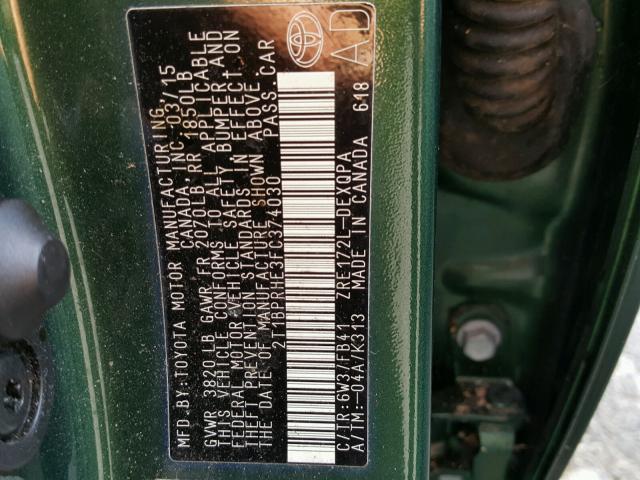 MFD. BY: TOYOTA MOTOR MANUFACTURING,
CANADA INC. 03/15
GVWR 3820 LB GAWR FR 2070LB RR 1850LB
THIS VEHICLE CONFORMS TO ALL APPLICABLE
FEDERAL MOTOR VEHICLE SAFETY BUMPER AND
THEFT PREVENTION STANDARDS IN EFFECT ON
THE DATE OF MANUFACTURE SHOWN ABOVE.
2T1BPRHE3FC374030 PASS. CAR
C/TR:6W3/FB41 ZRE172L-DEXQPA
A/TM:-04A/K313 MADE IN CANADA 648
AD